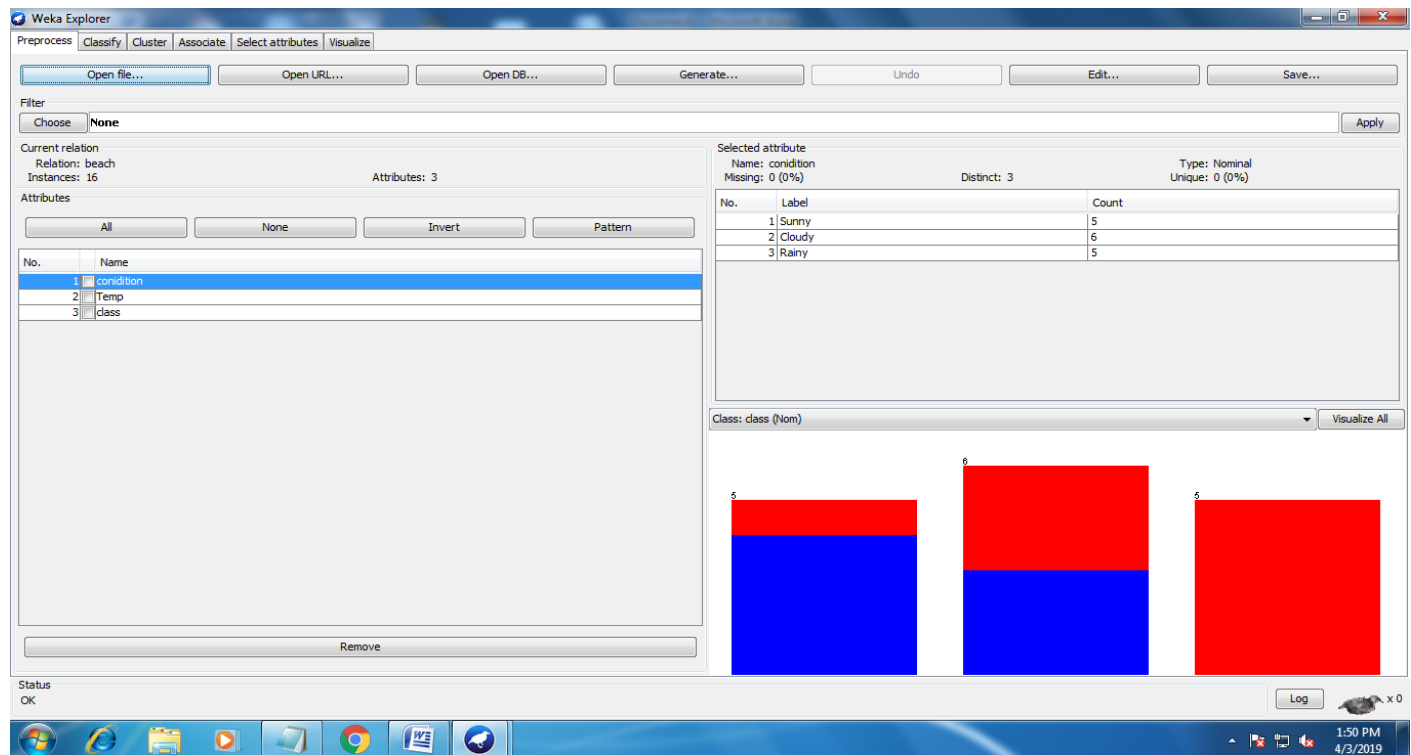 Weka Explorer
Preprocess Classify Cluster Associate Select attributes Visualize
Open file... Open URL... Open DB... Generate... Undo Edit... Save...
Filter
Choose None Apply
Current relation
Relation: beach
Instances: 16 Attributes: 3
Attributes
All None Invert Pattern
No. Name
1 conidition
2 Temp
3 class
Remove
Selected attribute
Name: conidition Type: Nominal
Missing: 0 (0%) Distinct: 3 Unique: 0 (0%)
No. Label Count
1 Sunny 5
2 Cloudy 6
3 Rainy 5
Class: class (Nom) Visualize All
5 6 5
Status
OK
Log x 0
1:50 PM
4/3/2019